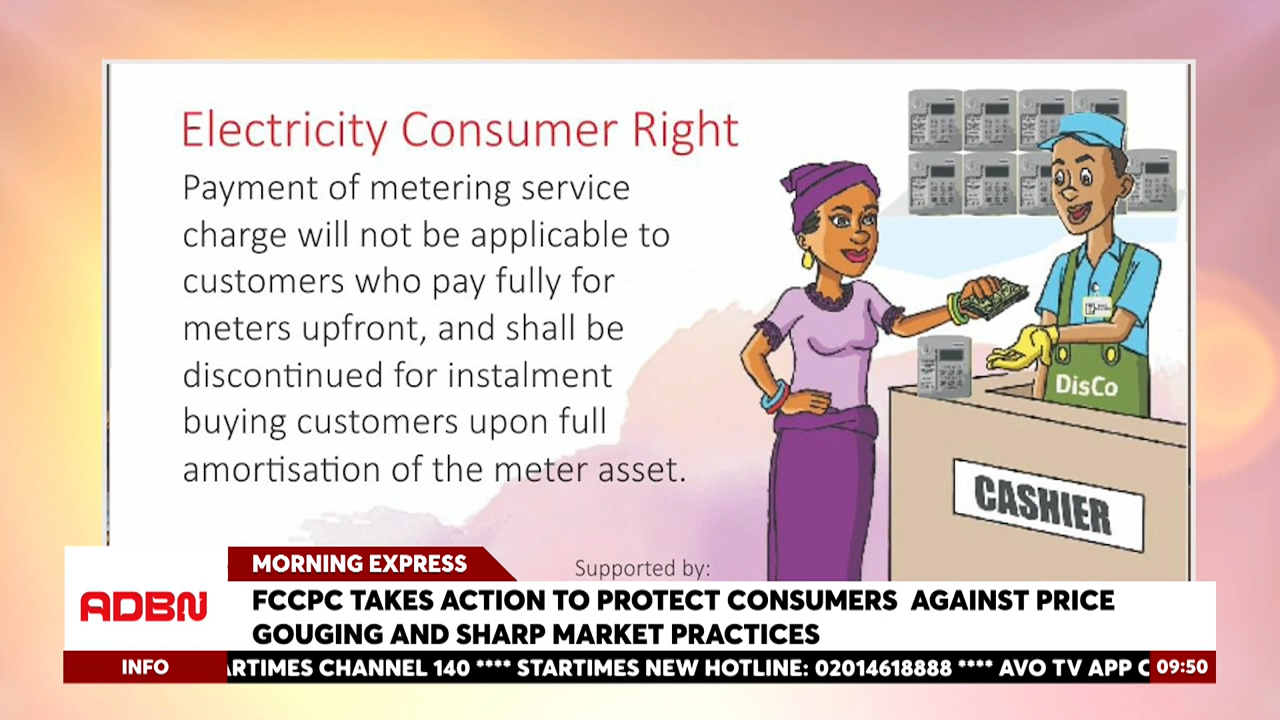 Electricity Consumer Right
Payment of metering service
charge will not be applicable to
customers who pay fully for
meters upfront, and shall be
discontinued for instalment
buying customers upon full
amortisation of the meter asset.
DisCo
CASHIER
Supported by:
MORNING EXPRESS
ADBN
FCCPC TAKES ACTION TO PROTECT CONSUMERS AGAINST PRICE
GOUGING AND SHARP MARKET PRACTICES
INFO
ARTIMES CHANNEL 140 **** STARTIMES NEW HOTLINE: 02014618888 **** AVO TV APP
09:50